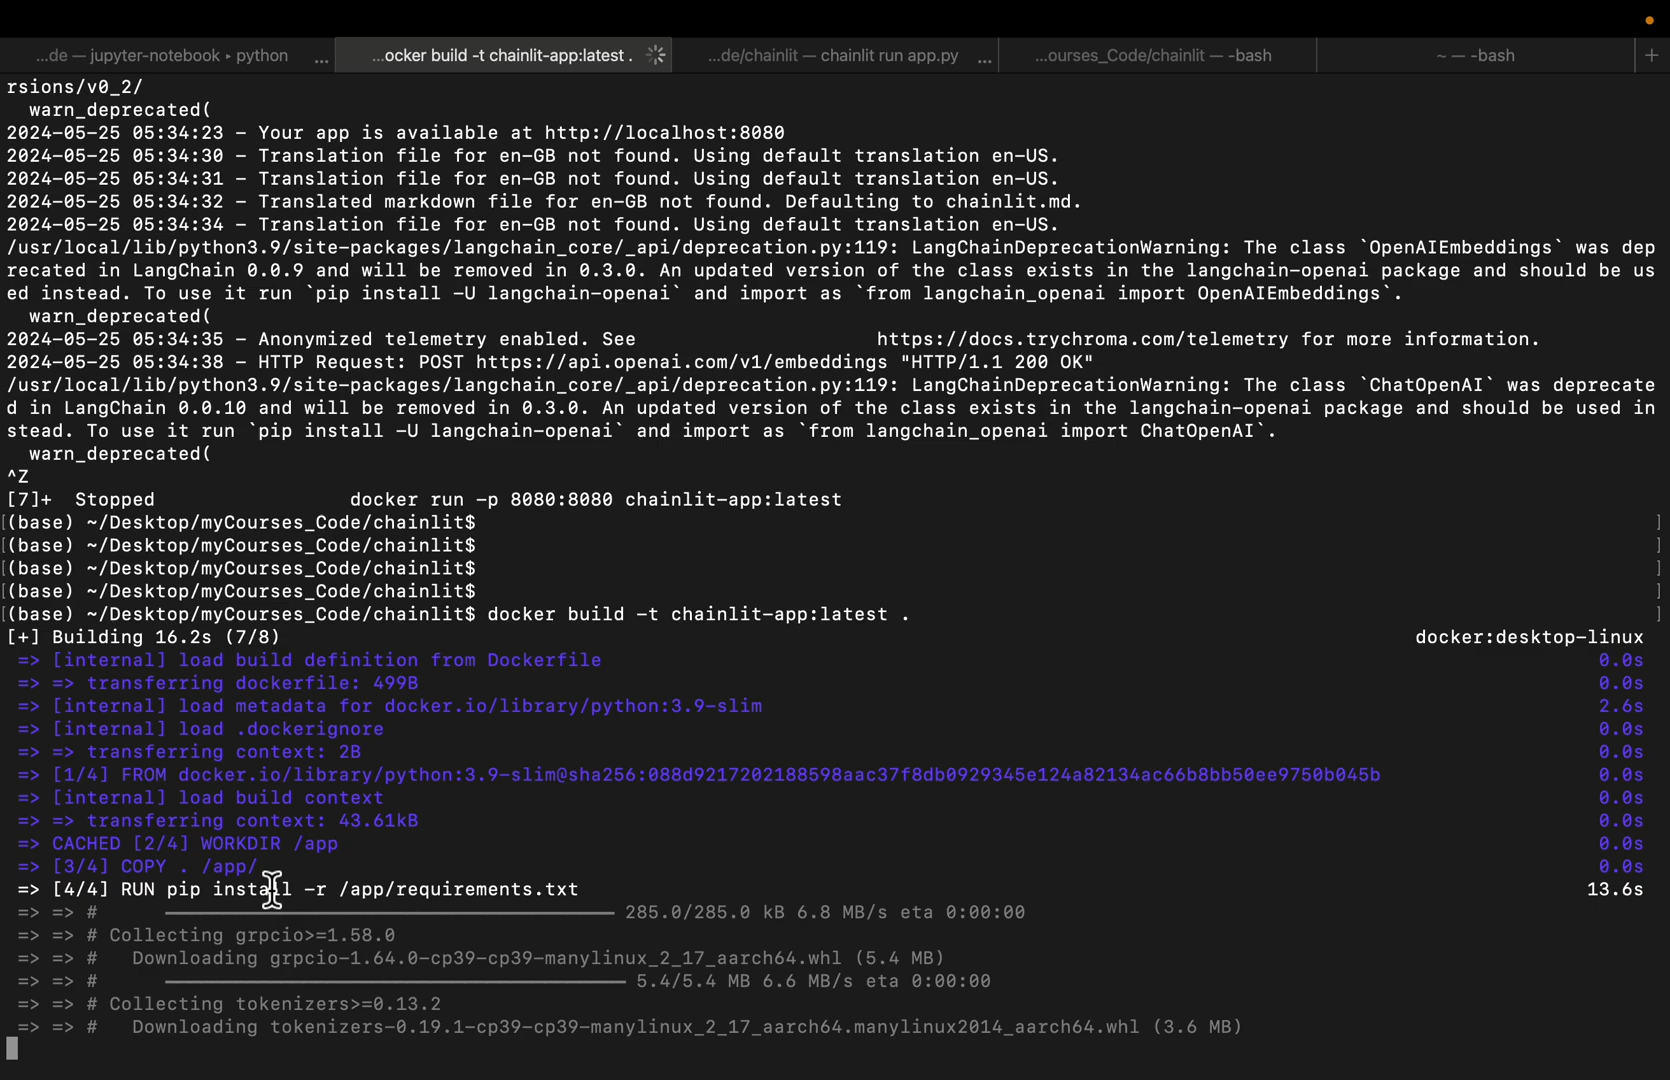 ...de — jupyter-notebook ▸ python ... ...ocker build -t chainlit-app:latest . ...de/chainlit — chainlit run app.py ... ...ourses_Code/chainlit — -bash ~ — -bash +
rsions/v0_2/
  warn_deprecated(
2024-05-25 05:34:23 - Your app is available at http://localhost:8080
2024-05-25 05:34:30 - Translation file for en-GB not found. Using default translation en-US.
2024-05-25 05:34:31 - Translation file for en-GB not found. Using default translation en-US.
2024-05-25 05:34:32 - Translated markdown file for en-GB not found. Defaulting to chainlit.md.
2024-05-25 05:34:34 - Translation file for en-GB not found. Using default translation en-US.
/usr/local/lib/python3.9/site-packages/langchain_core/_api/deprecation.py:119: LangChainDeprecationWarning: The class `OpenAIEmbeddings` was dep
recated in LangChain 0.0.9 and will be removed in 0.3.0. An updated version of the class exists in the langchain-openai package and should be us
ed instead. To use it run `pip install -U langchain-openai` and import as `from langchain_openai import OpenAIEmbeddings`.
  warn_deprecated(
2024-05-25 05:34:35 - Anonymized telemetry enabled. See                     https://docs.trychroma.com/telemetry for more information.
2024-05-25 05:34:38 - HTTP Request: POST https://api.openai.com/v1/embeddings "HTTP/1.1 200 OK"
/usr/local/lib/python3.9/site-packages/langchain_core/_api/deprecation.py:119: LangChainDeprecationWarning: The class `ChatOpenAI` was deprecate
d in LangChain 0.0.10 and will be removed in 0.3.0. An updated version of the class exists in the langchain-openai package and should be used in
stead. To use it run `pip install -U langchain-openai` and import as `from langchain_openai import ChatOpenAI`.
  warn_deprecated(
^Z
[7]+  Stopped                 docker run -p 8080:8080 chainlit-app:latest
[(base) ~/Desktop/myCourses_Code/chainlit$ ]
[(base) ~/Desktop/myCourses_Code/chainlit$ ]
[(base) ~/Desktop/myCourses_Code/chainlit$ ]
[(base) ~/Desktop/myCourses_Code/chainlit$ ]
[(base) ~/Desktop/myCourses_Code/chainlit$ docker build -t chainlit-app:latest . ]
[+] Building 16.2s (7/8) docker:desktop-linux
 => [internal] load build definition from Dockerfile 0.0s
 => => transferring dockerfile: 499B 0.0s
 => [internal] load metadata for docker.io/library/python:3.9-slim 2.6s
 => [internal] load .dockerignore 0.0s
 => => transferring context: 2B 0.0s
 => [1/4] FROM docker.io/library/python:3.9-slim@sha256:088d9217202188598aac37f8db0929345e124a82134ac66b8bb50ee9750b045b 0.0s
 => [internal] load build context 0.0s
 => => transferring context: 43.61kB 0.0s
 => CACHED [2/4] WORKDIR /app 0.0s
 => [3/4] COPY . /app/ 0.0s
 => [4/4] RUN pip install -r /app/requirements.txt 13.6s
 => => # 285.0/285.0 kB 6.8 MB/s eta 0:00:00
 => => # Collecting grpcio>=1.58.0
 => => #   Downloading grpcio-1.64.0-cp39-cp39-manylinux_2_17_aarch64.whl (5.4 MB)
 => => # 5.4/5.4 MB 6.6 MB/s eta 0:00:00
 => => # Collecting tokenizers>=0.13.2
 => => #   Downloading tokenizers-0.19.1-cp39-cp39-manylinux_2_17_aarch64.manylinux2014_aarch64.whl (3.6 MB)